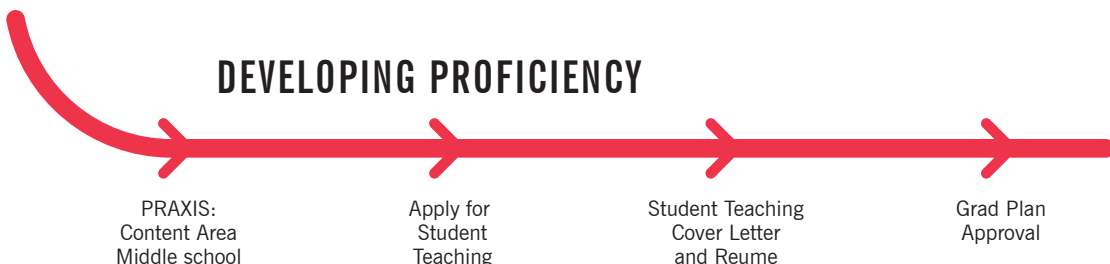 DEVELOPING PROFICIENCY
PRAXIS:
Content Area
Middle school
Apply for
Student
Teaching
Student Teaching
Cover Letter
and Reume
Grad Plan
Approval